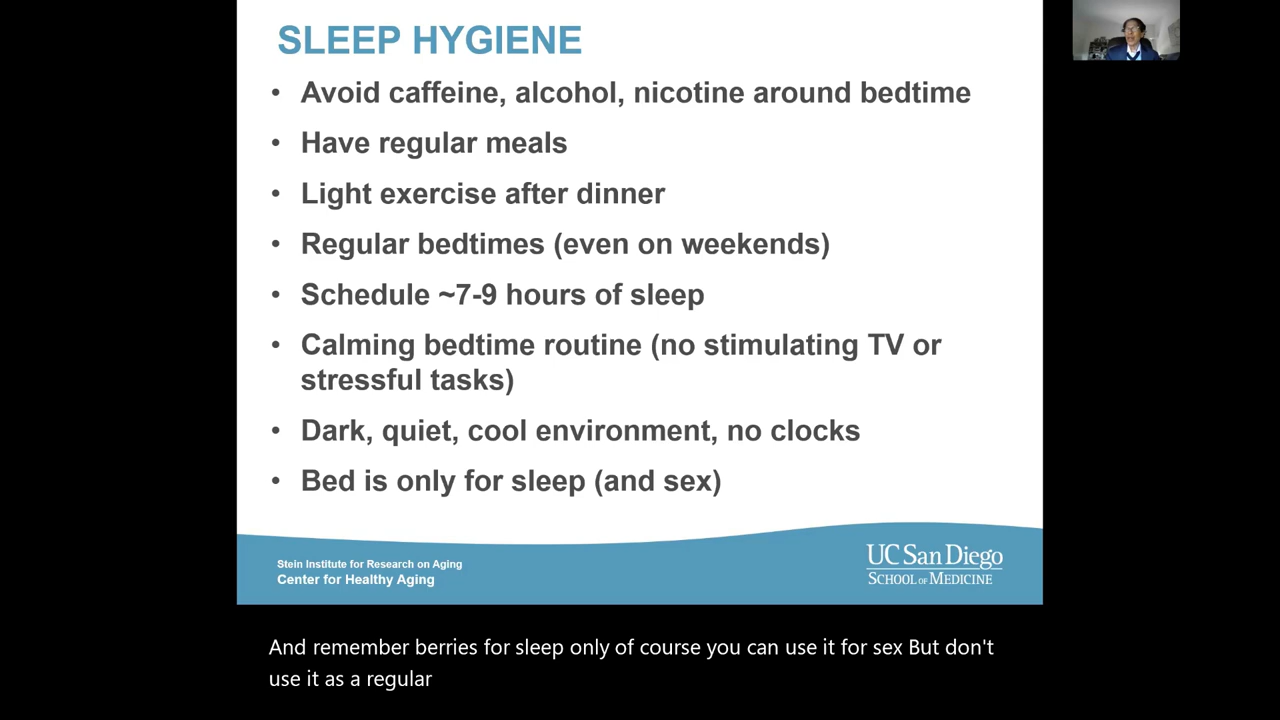 SLEEP HYGIENE
• Avoid caffeine, alcohol, nicotine around bedtime
• Have regular meals
• Light exercise after dinner
• Regular bedtimes (even on weekends)
• Schedule ~7-9 hours of sleep
• Calming bedtime routine (no stimulating TV or
stressful tasks)
• Dark, quiet, cool environment, no clocks
• Bed is only for sleep (and sex)
Stein Institute for Research on Aging
Center for Healthy Aging
UC San Diego
SCHOOL OF MEDICINE
And remember berries for sleep only of course you can use it for sex But don't
use it as a regular